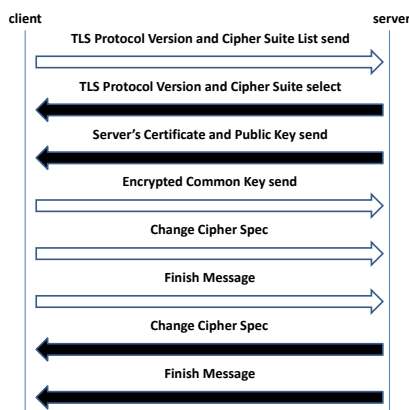 client server
TLS Protocol Version and Cipher Suite List send
TLS Protocol Version and Cipher Suite select
Server's Certificate and Public Key send
Encrypted Common Key send
Change Cipher Spec
Finish Message
Change Cipher Spec
Finish Message